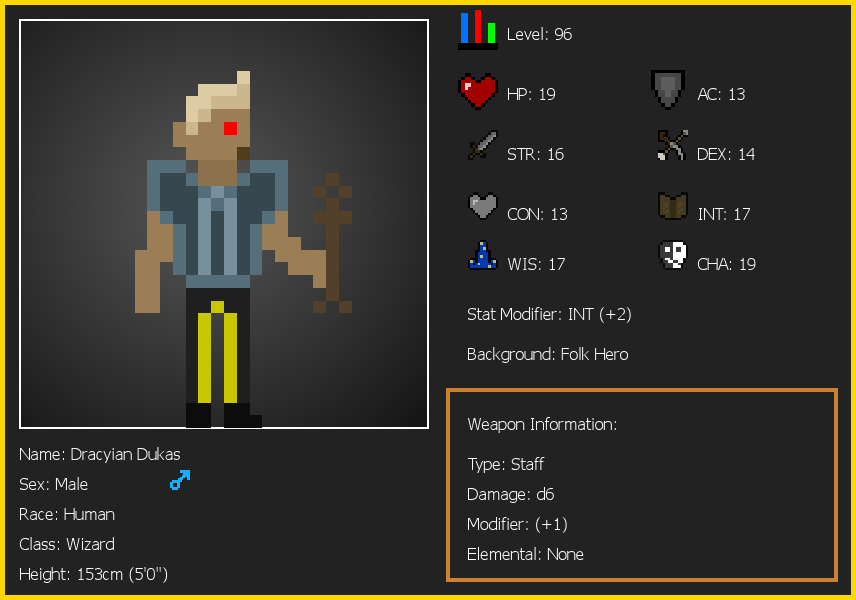 Level: 96
HP: 19
AC: 13
STR: 16
DEX: 14
CON: 13
INT: 17
WIS: 17
CHA: 19
Stat Modifier: INT (+2)
Background: Folk Hero
Weapon Information:
Type: Staff
Damage: d6
Modifier: (+1)
Elemental: None
Name: Dracyian Dukas
Sex: Male
Race: Human
Class: Wizard
Height: 153cm (5'0")